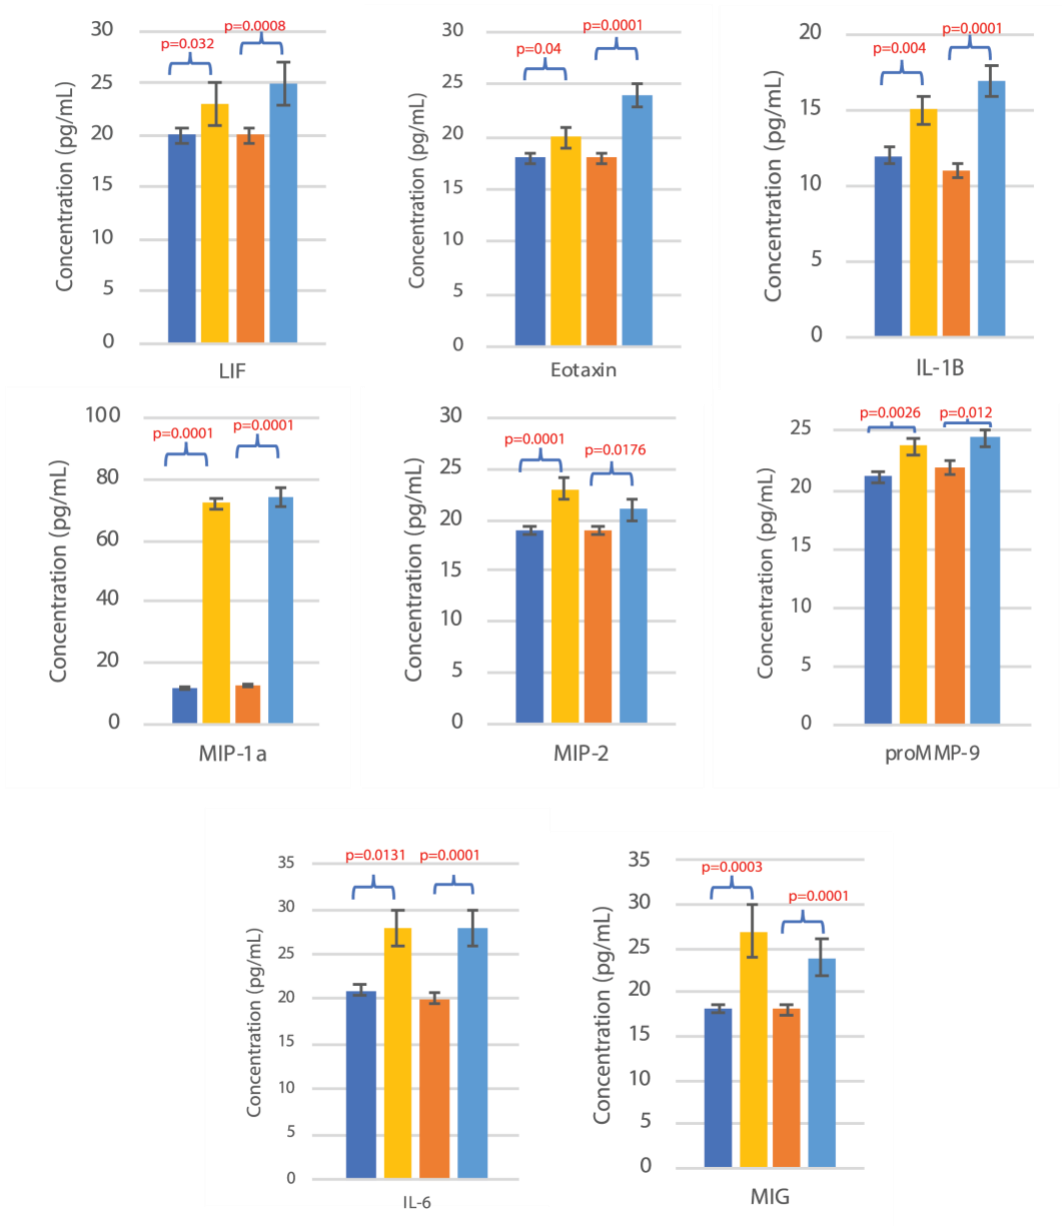 30
25
20
15
10
5
0
Concentration (pg/mL)
p=0.032
p=0.0008
LIF
30
25
20
15
10
5
0
Concentration (pg/mL)
p=0.04
p=0.0001
Eotaxin
20
15
10
5
0
Concentration (pg/mL)
p=0.004
p=0.0001
IL-1B
100
80
60
40
20
0
Concentration (pg/mL)
p=0.0001
p=0.0001
MIP-1a
30
25
20
15
10
5
0
Concentration (pg/mL)
p=0.0001
p=0.0176
MIP-2
25
20
15
10
5
0
Concentration (pg/mL)
p=0.0026
p=0.012
proMMP-9
35
30
25
20
15
10
5
0
Concentration (pg/mL)
p=0.0131
p=0.0001
IL-6
35
30
25
20
15
10
5
0
Concentration (pg/mL)
p=0.0003
p=0.0001
MIG